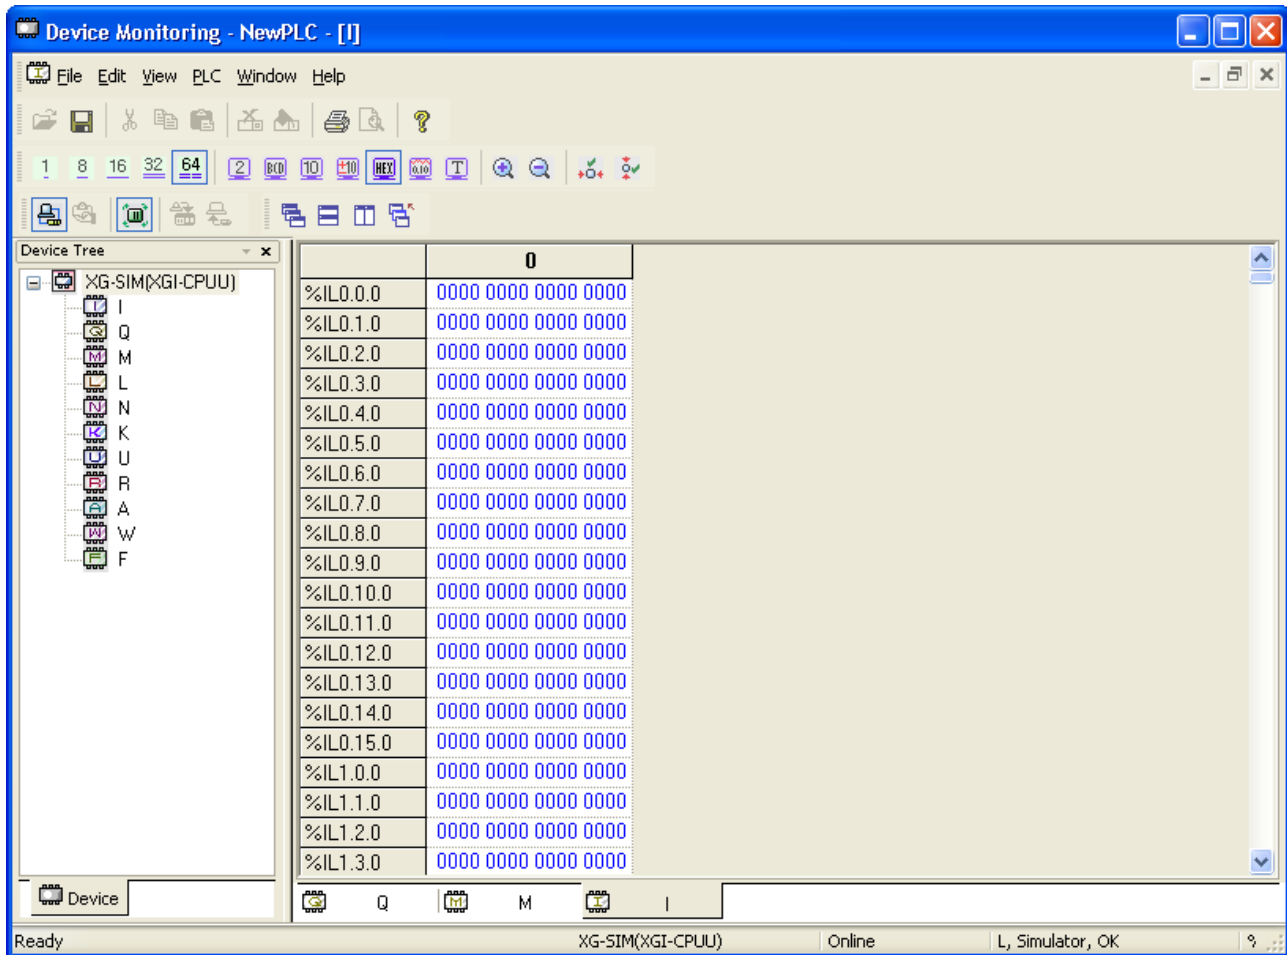 Device Monitoring - NewPLC - [I]
File Edit View PLC Window Help
1 8 16 32 64 2 BCD 10 ±10 HEX 0.10 T
Device Tree
XG-SIM(XGI-CPUU)
I
Q
M
L
N
K
U
R
A
W
F
0
%IL0.0.0 0000 0000 0000 0000
%IL0.1.0 0000 0000 0000 0000
%IL0.2.0 0000 0000 0000 0000
%IL0.3.0 0000 0000 0000 0000
%IL0.4.0 0000 0000 0000 0000
%IL0.5.0 0000 0000 0000 0000
%IL0.6.0 0000 0000 0000 0000
%IL0.7.0 0000 0000 0000 0000
%IL0.8.0 0000 0000 0000 0000
%IL0.9.0 0000 0000 0000 0000
%IL0.10.0 0000 0000 0000 0000
%IL0.11.0 0000 0000 0000 0000
%IL0.12.0 0000 0000 0000 0000
%IL0.13.0 0000 0000 0000 0000
%IL0.14.0 0000 0000 0000 0000
%IL0.15.0 0000 0000 0000 0000
%IL1.0.0 0000 0000 0000 0000
%IL1.1.0 0000 0000 0000 0000
%IL1.2.0 0000 0000 0000 0000
%IL1.3.0 0000 0000 0000 0000
Device
Q M I
Ready XG-SIM(XGI-CPUU) Online L, Simulator, OK